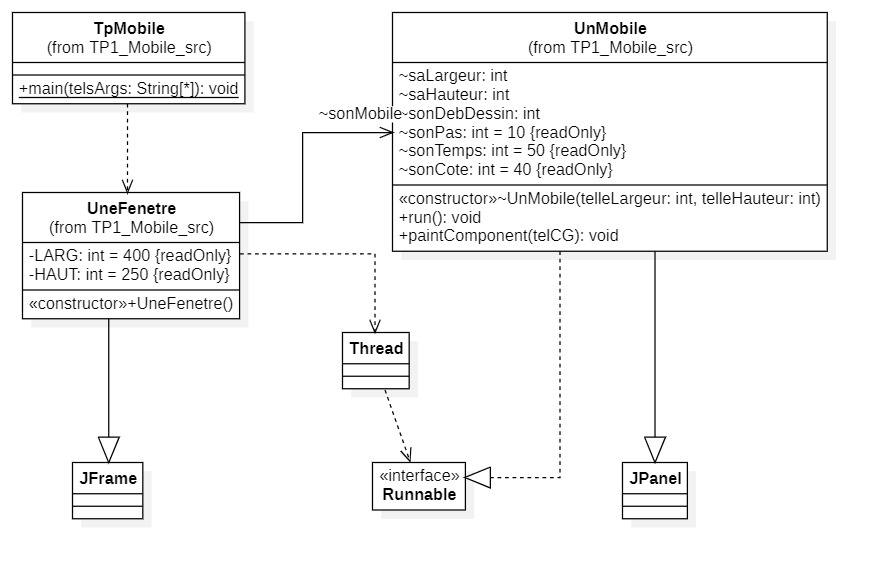 TpMobile
(from TP1_Mobile_src)
+main(telsArgs: String[*]): void
UnMobile
(from TP1_Mobile_src)
~saLargeur: int
~saHauteur: int
~sonDebDessin: int
~sonPas: int = 10 {readOnly}
~sonTemps: int = 50 {readOnly}
~sonCote: int = 40 {readOnly}
«constructor»~UnMobile(telleLargeur: int, telleHauteur: int)
+run(): void
+paintComponent(telCG): void
~sonMobile
UneFenetre
(from TP1_Mobile_src)
-LARG: int = 400 {readOnly}
-HAUT: int = 250 {readOnly}
«constructor»+UneFenetre()
Thread
JFrame
«interface»
Runnable
JPanel